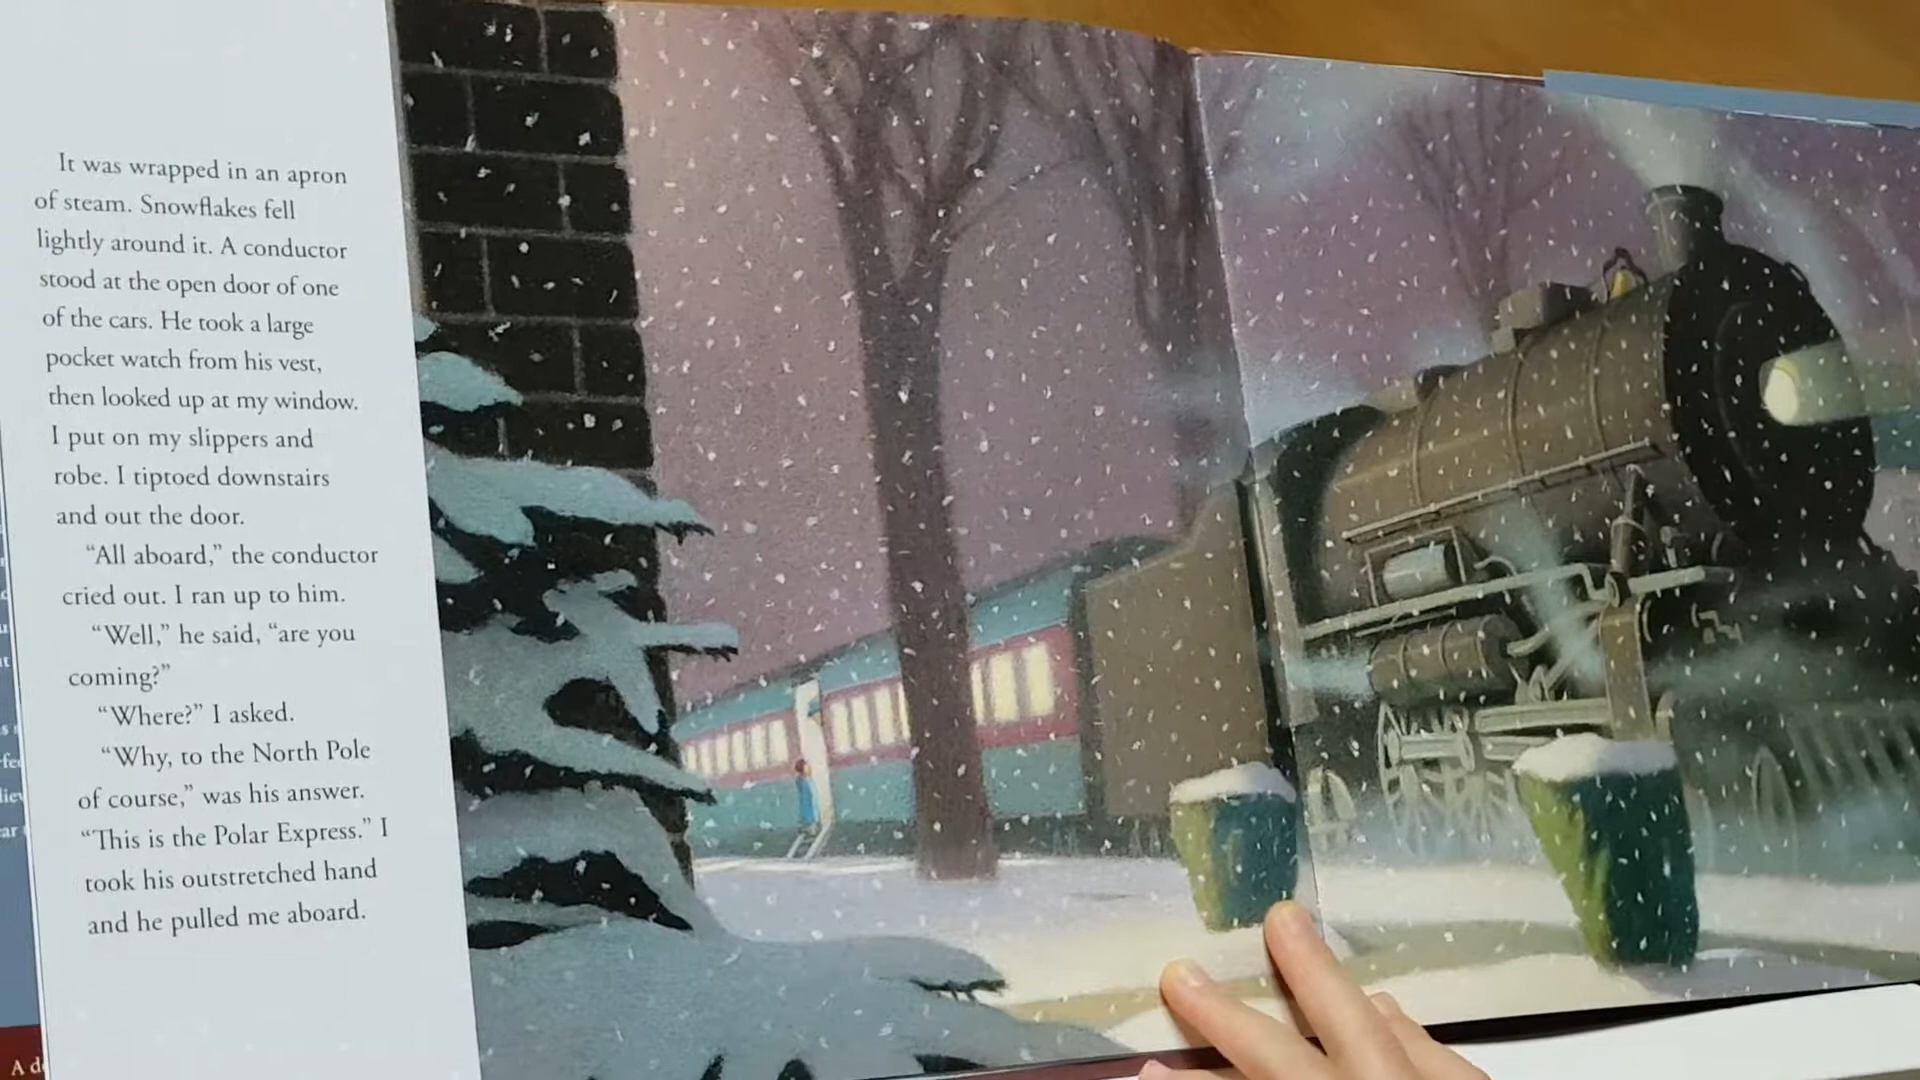 It was wrapped in an apron
of steam. Snowflakes fell
lightly around it. A conductor
stood at the open door of one
of the cars. He took a large
pocket watch from his vest,
then looked up at my window.
I put on my slippers and
robe. I tiptoed downstairs
and out the door.
“All aboard,” the conductor
cried out. I ran up to him.
“Well,” he said, “are you
coming?”
“Where?” I asked.
“Why, to the North Pole
of course,” was his answer.
“This is the Polar Express.” I
took his outstretched hand
and he pulled me aboard.
A